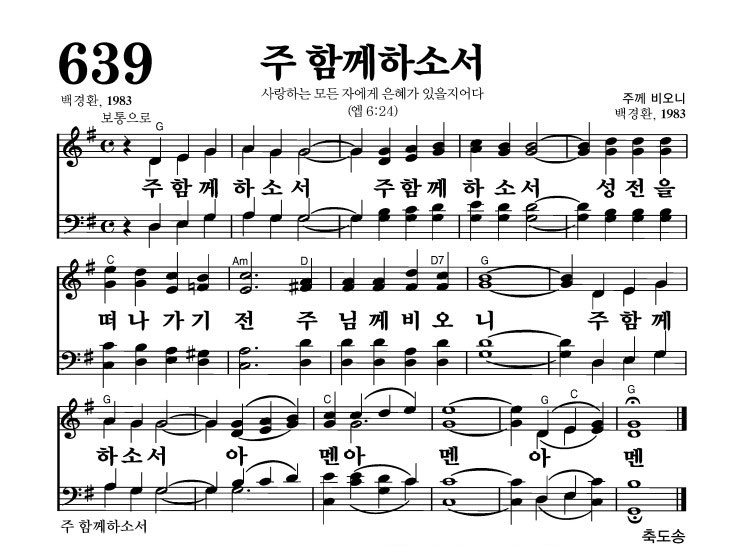 639
주 함께하소서
사랑하는 모든 자에게 은혜가 있을지어다
(엡 6:24)
백경환, 1983
보통으로
주께 비오니
백경환, 1983
G
주 함 께 하 소 서 주 함 께 하 소 서 성 전 을
C Am D D7 G
떠 나 가 기 전 주 님 께 비 오 니 주 함 께
G C G C G
하 소 서 아 멘 아 멘 아 멘
주 함께하소서
축도송